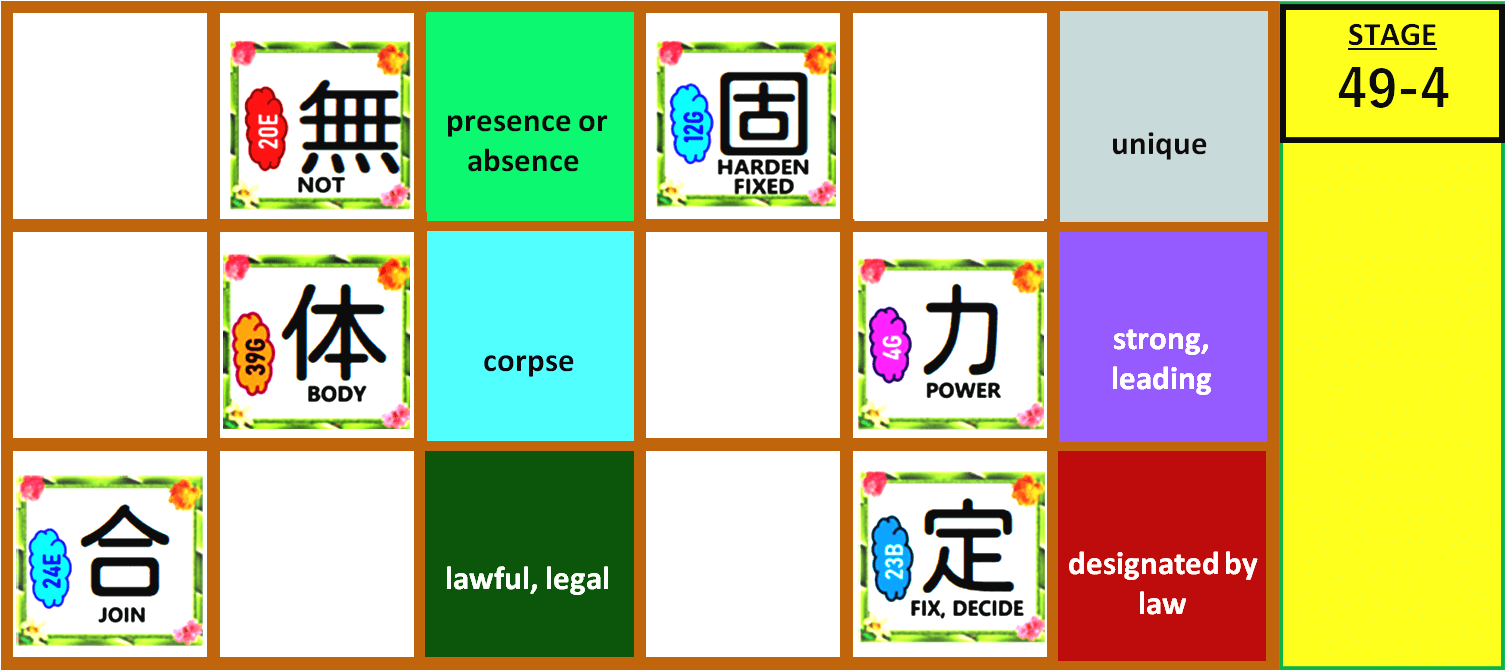 20E
無
NOT
presence or
absence
12G
固
HARDEN
FIXED
unique
STAGE
49-4
39G
体
BODY
corpse
4G
力
POWER
strong,
leading
24E
合
JOIN
lawful, legal
23B
定
FIX, DECIDE
designated by
law